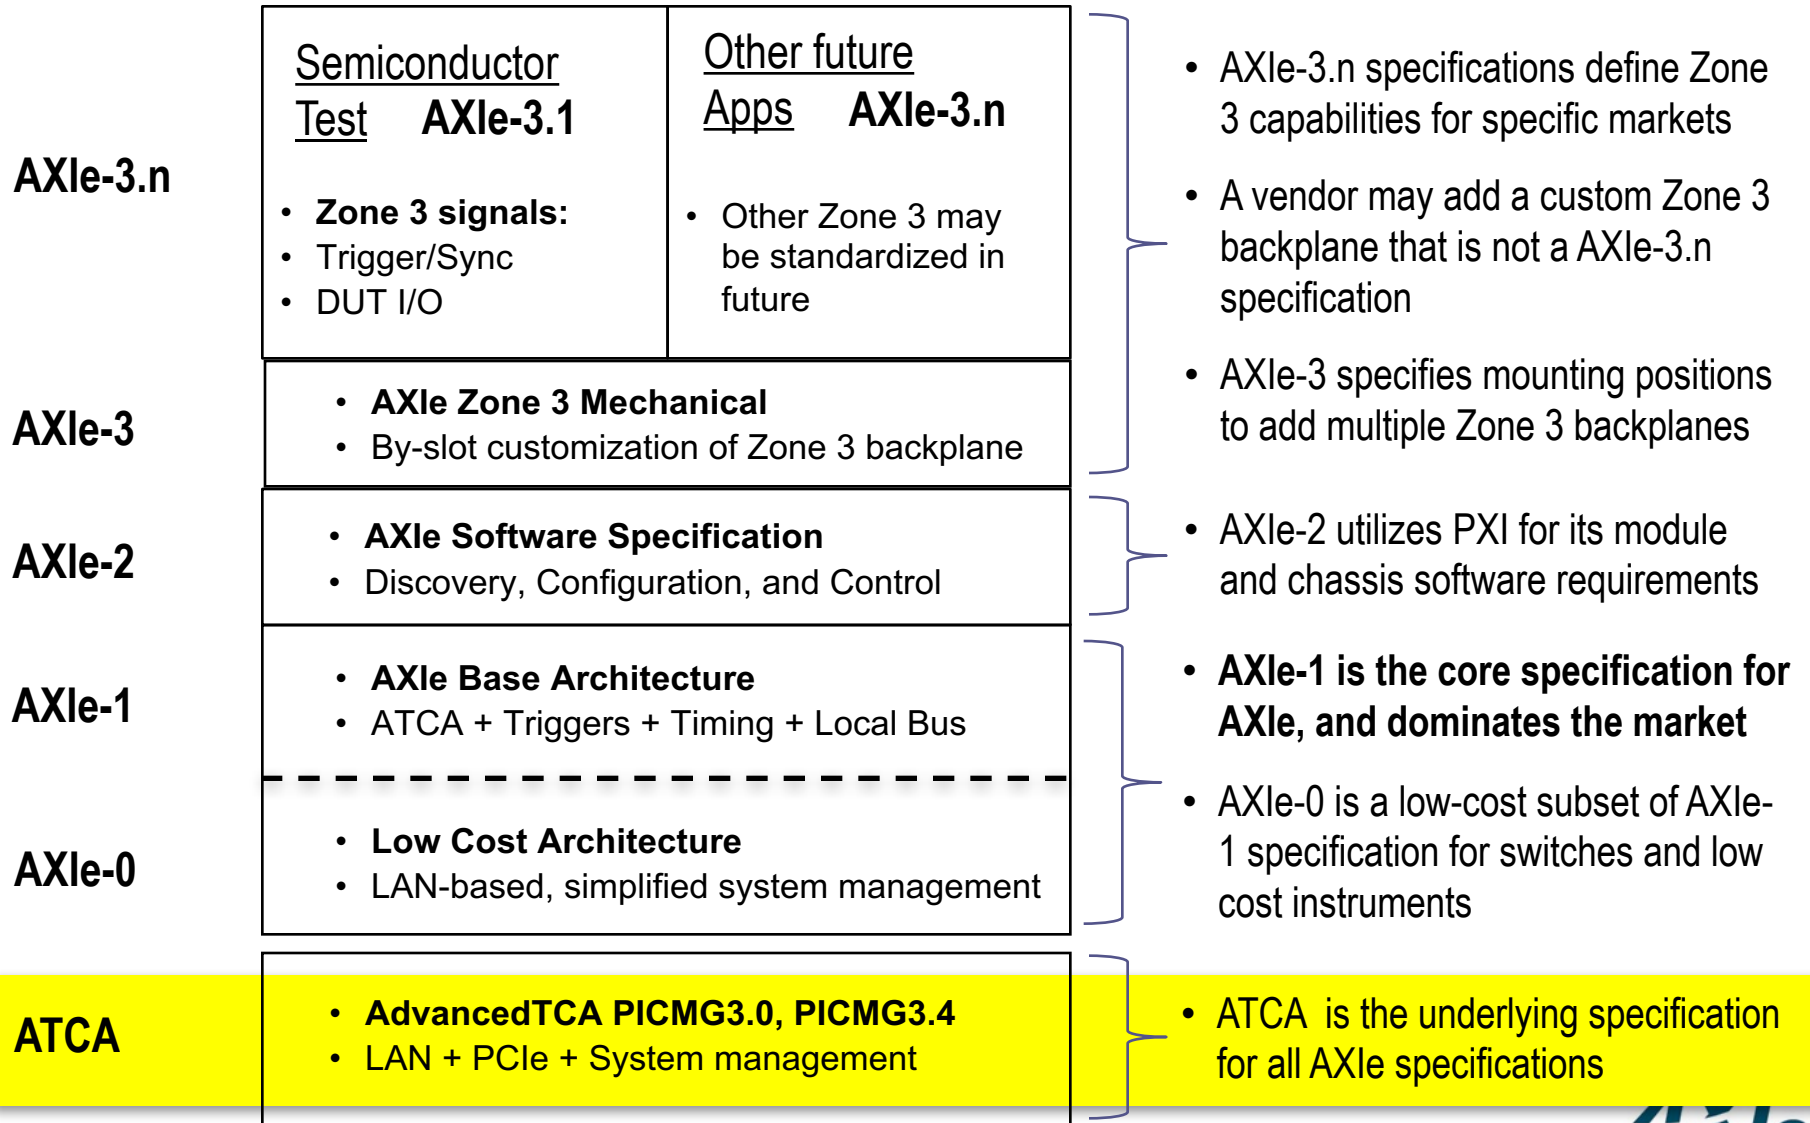 AXIe-3.n
Semiconductor
Test AXIe-3.1
• Zone 3 signals:
• Trigger/Sync
• DUT I/O
Other future
Apps AXIe-3.n
• Other Zone 3 may
be standardized in
future
• AXIe-3.n specifications define Zone
3 capabilities for specific markets
• A vendor may add a custom Zone 3
backplane that is not a AXIe-3.n
specification
AXIe-3
• AXIe Zone 3 Mechanical
• By-slot customization of Zone 3 backplane
• AXIe-3 specifies mounting positions
to add multiple Zone 3 backplanes
AXIe-2
• AXIe Software Specification
• Discovery, Configuration, and Control
• AXIe-2 utilizes PXI for its module
and chassis software requirements
AXIe-1
• AXIe Base Architecture
• ATCA + Triggers + Timing + Local Bus
• AXIe-1 is the core specification for
AXIe, and dominates the market
AXIe-0
• Low Cost Architecture
• LAN-based, simplified system management
• AXIe-0 is a low-cost subset of AXIe-
1 specification for switches and low
cost instruments
ATCA
• AdvancedTCA PICMG3.0, PICMG3.4
• LAN + PCIe + System management
• ATCA is the underlying specification
for all AXIe specifications